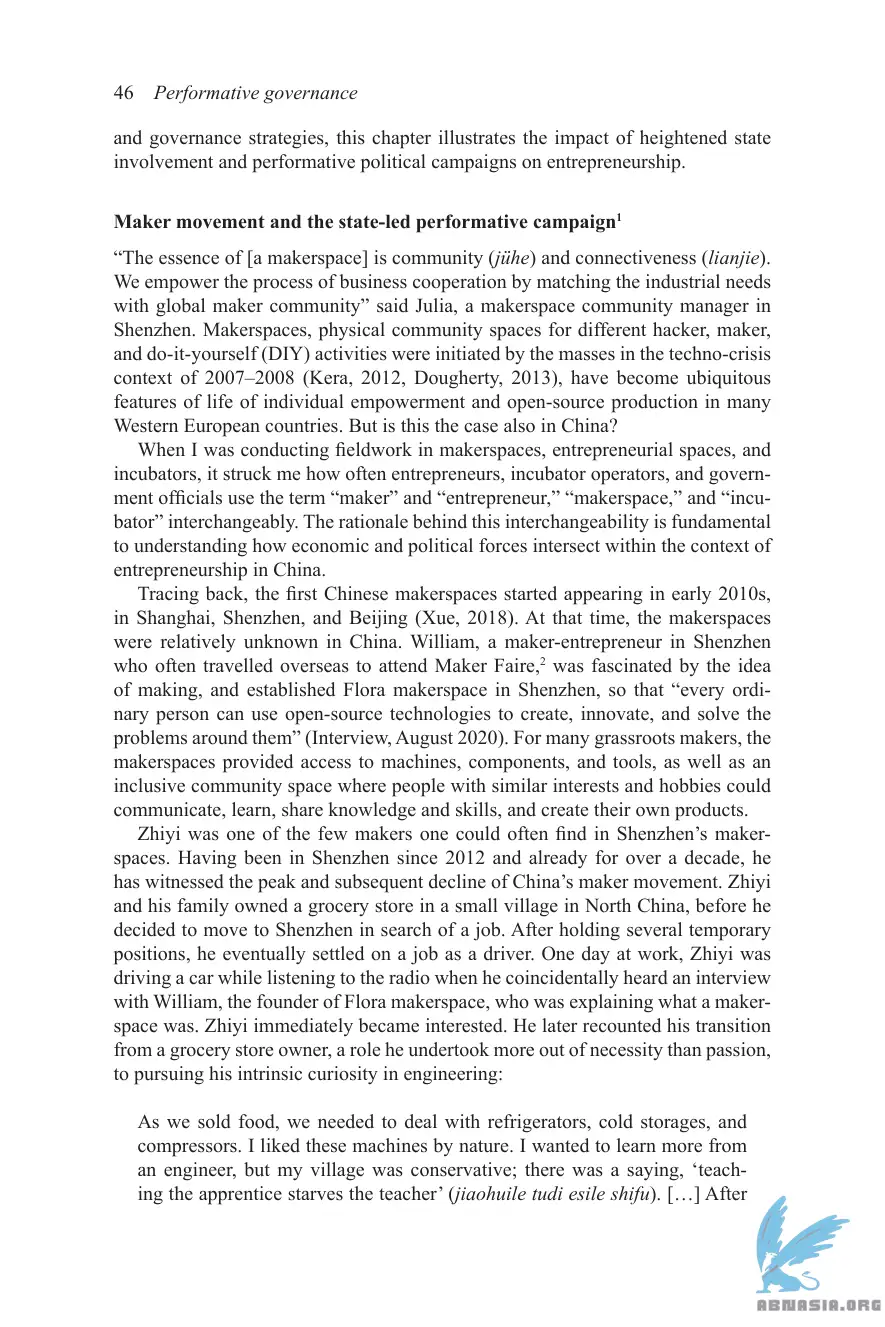 46 Performative governance
and governance strategies, this chapter illustrates the impact of heightened state
involvement and performative political campaigns on entrepreneurship.
Maker movement and the state-led performative campaign1
“The essence of [a makerspace] is community (jühe) and connectiveness (lianjie).
We empower the process of business cooperation by matching the industrial needs
with global maker community” said Julia, a makerspace community manager in
Shenzhen. Makerspaces, physical community spaces for different hacker, maker,
and do-it-yourself (DIY) activities were initiated by the masses in the techno-crisis
context of 2007–2008 (Kera, 2012, Dougherty, 2013), have become ubiquitous
features of life of individual empowerment and open-source production in many
Western European countries. But is this the case also in China?
When I was conducting fieldwork in makerspaces, entrepreneurial spaces, and
incubators, it struck me how often entrepreneurs, incubator operators, and govern-
ment officials use the term “maker” and “entrepreneur,” “makerspace,” and “incu-
bator” interchangeably. The rationale behind this interchangeability is fundamental
to understanding how economic and political forces intersect within the context of
entrepreneurship in China.
Tracing back, the first Chinese makerspaces started appearing in early 2010s,
in Shanghai, Shenzhen, and Beijing (Xue, 2018). At that time, the makerspaces
were relatively unknown in China. William, a maker-entrepreneur in Shenzhen
who often travelled overseas to attend Maker Faire,2 was fascinated by the idea
of making, and established Flora makerspace in Shenzhen, so that “every ordi-
nary person can use open-source technologies to create, innovate, and solve the
problems around them” (Interview, August 2020). For many grassroots makers, the
makerspaces provided access to machines, components, and tools, as well as an
inclusive community space where people with similar interests and hobbies could
communicate, learn, share knowledge and skills, and create their own products.
Zhiyi was one of the few makers one could often find in Shenzhen’s maker-
spaces. Having been in Shenzhen since 2012 and already for over a decade, he
has witnessed the peak and subsequent decline of China’s maker movement. Zhiyi
and his family owned a grocery store in a small village in North China, before he
decided to move to Shenzhen in search of a job. After holding several temporary
positions, he eventually settled on a job as a driver. One day at work, Zhiyi was
driving a car while listening to the radio when he coincidentally heard an interview
with William, the founder of Flora makerspace, who was explaining what a maker-
space was. Zhiyi immediately became interested. He later recounted his transition
from a grocery store owner, a role he undertook more out of necessity than passion,
to pursuing his intrinsic curiosity in engineering:
As we sold food, we needed to deal with refrigerators, cold storages, and
compressors. I liked these machines by nature. I wanted to learn more from
an engineer, but my village was conservative; there was a saying, ‘teach-
ing the apprentice starves the teacher’ (jiaohuile tudi esile shifu). […] After
ABNASIA.ORG